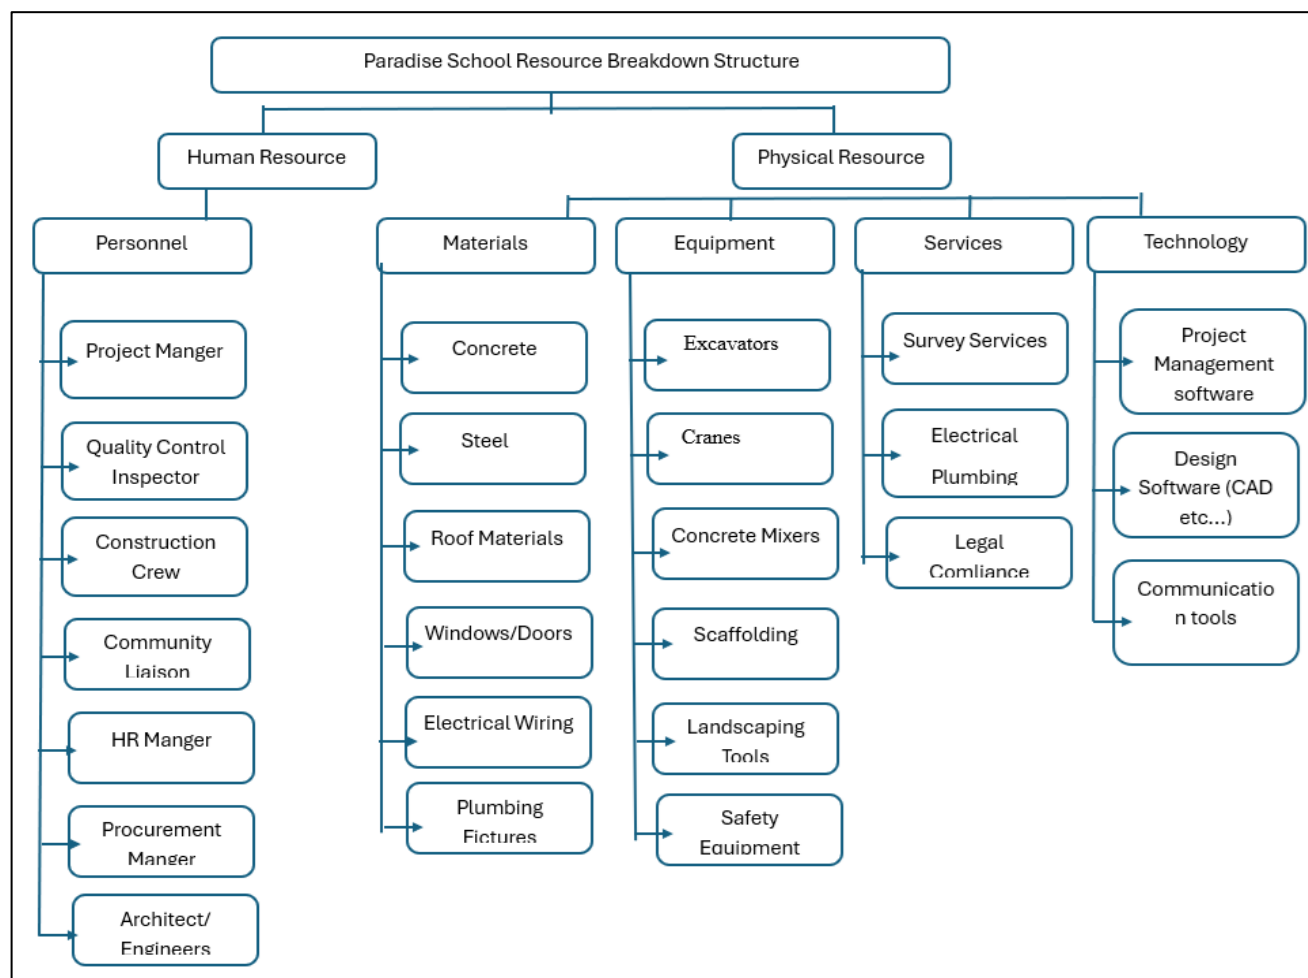 Paradise School Resource Breakdown Structure
Human Resource
Physical Resource
Personnel
Materials
Equipment
Services
Technology
Project Manger
Quality Control
Inspector
Construction
Crew
Community
Liaison
HR Manger
Procurement
Manger
Architect/
Engineers
Concrete
Steel
Roof Materials
Windows/Doors
Electrical Wiring
Plumbing
Fictures
Excavators
Cranes
Concrete Mixers
Scaffolding
Landscaping
Tools
Safety
Equipment
Survey Services
Electrical
Plumbing
Legal
Comliance
Project
Management
software
Design
Software (CAD
etc...)
Communicatio
n tools